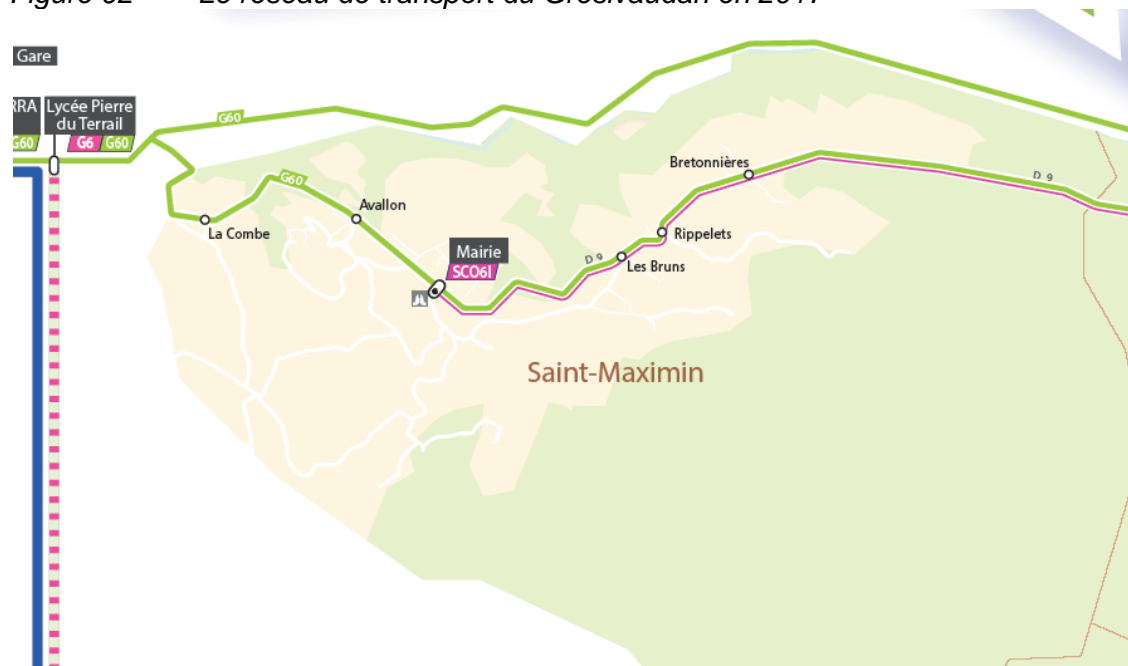 Gare
RRA
G60
Lycée Pierre
du Terrail
G6 G60
G60
G60
La Combe
Avallon
Mairie
SCO6I
D 9
Les Bruns
Rippelets
Bretonnières
D 9
Saint-Maximin